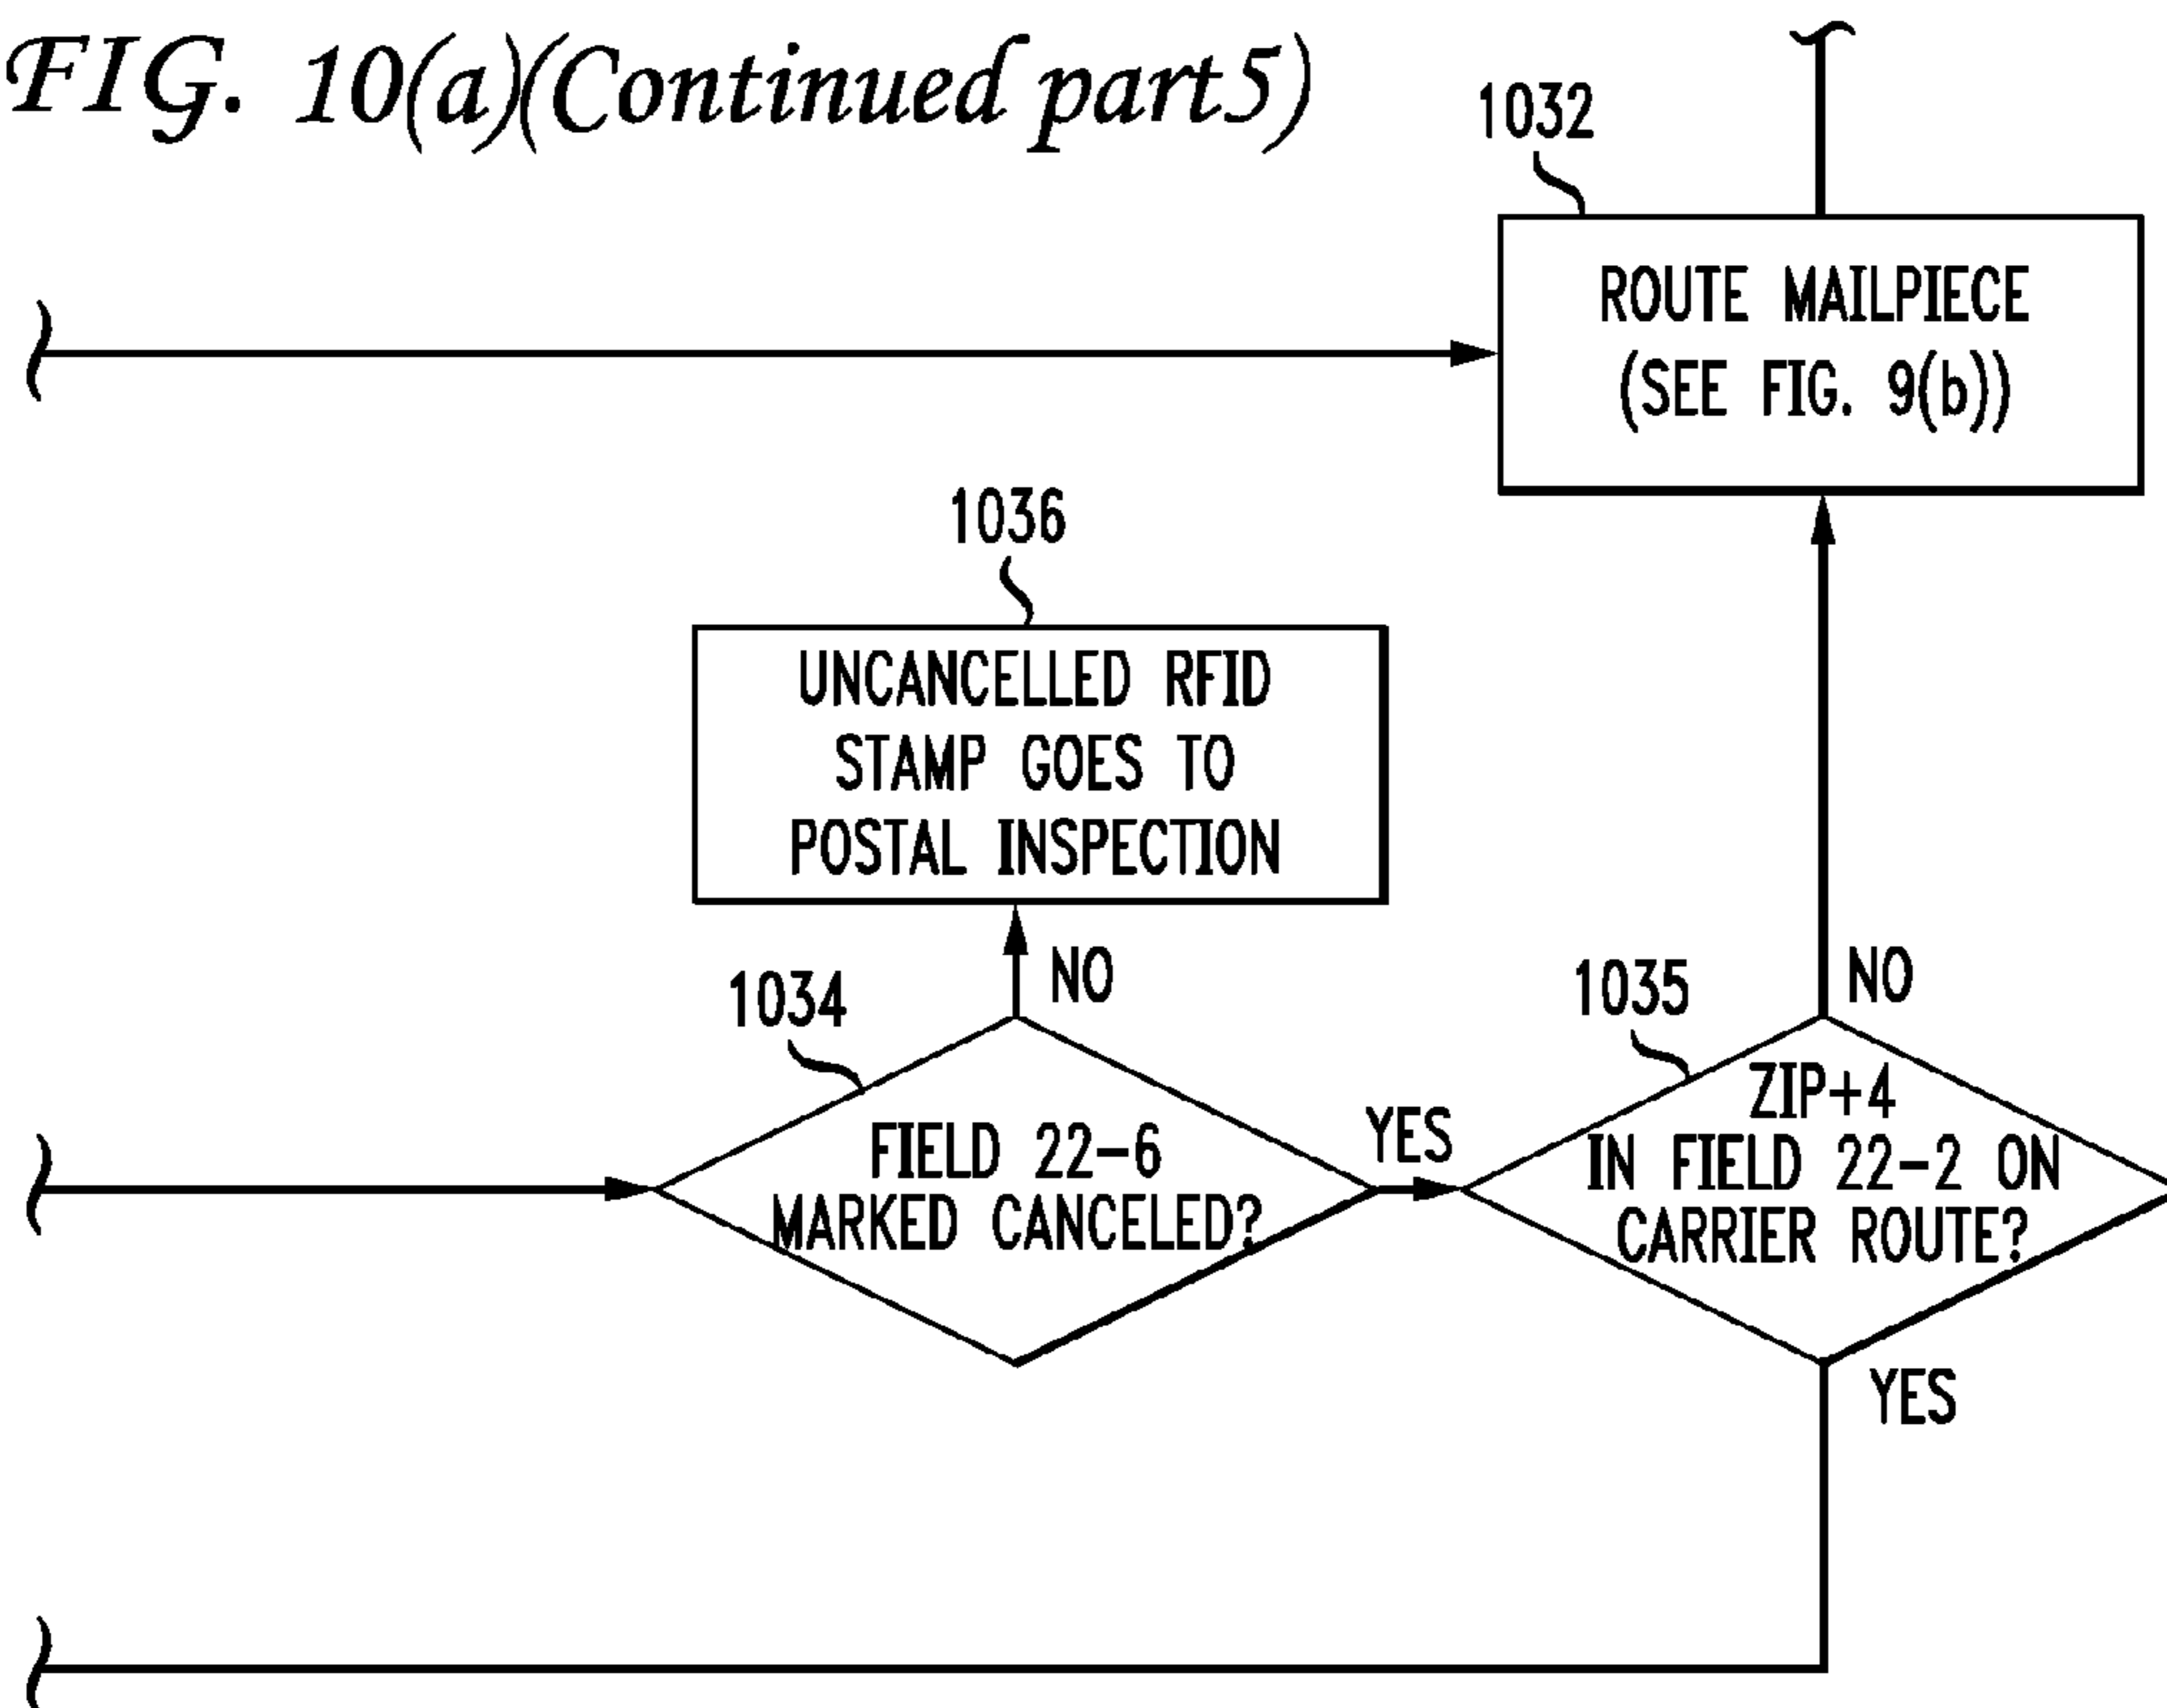 FIG. 10(a)(Continued part5)
1032
ROUTE MAILPIECE
(SEE FIG. 9(b))
1036
UNCANCELLED RFID
STAMP GOES TO
POSTAL INSPECTION
NO
1034
FIELD 22-6
MARKED CANCELED?
YES
NO
1035
ZIP+4
IN FIELD 22-2 ON
CARRIER ROUTE?
YES